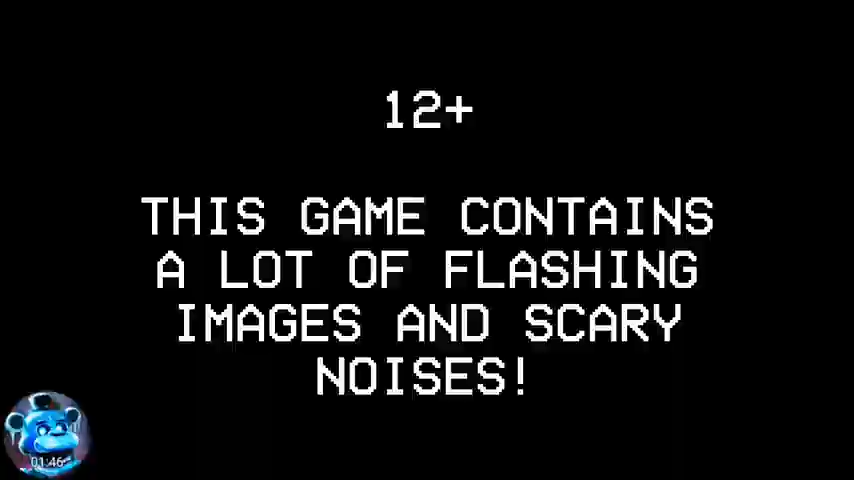 12+
THIS GAME CONTAINS
A LOT OF FLASHING
IMAGES AND SCARY
NOISES!
01:46